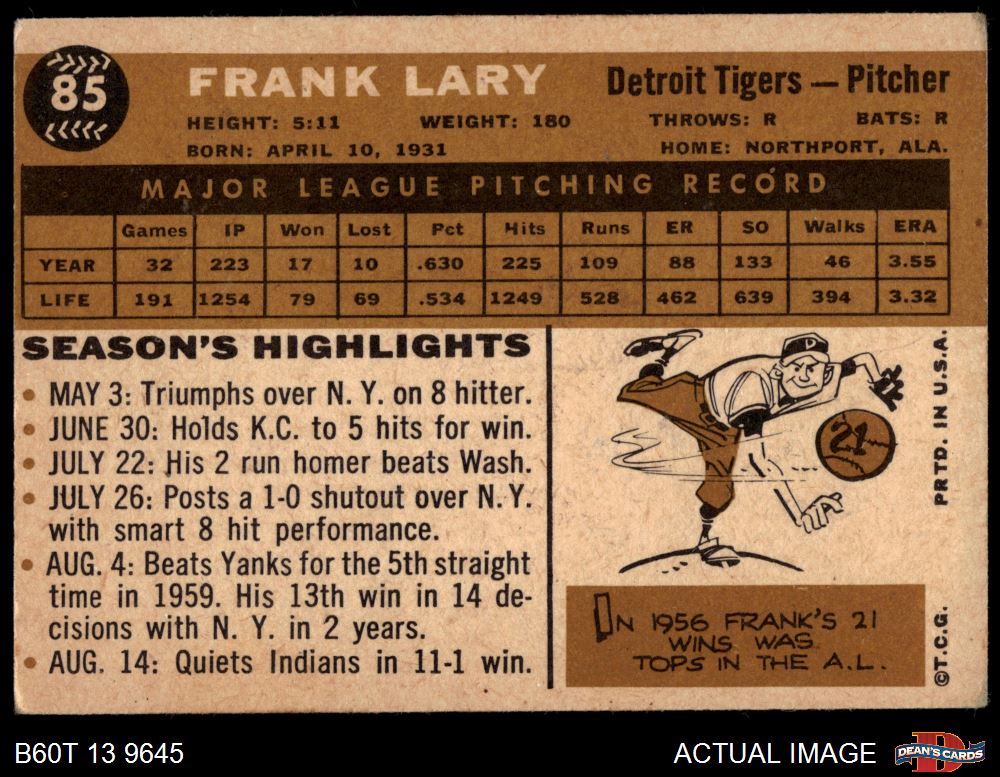 85
FRANK LARY
Detroit Tigers — Pitcher
HEIGHT: 5:11 WEIGHT: 180 THROWS: R BATS: R
BORN: APRIL 10, 1931 HOME: NORTHPORT, ALA.
MAJOR LEAGUE PITCHING RECORD
Games IP Won Lost Pct Hits Runs ER SO Walks ERA
YEAR 32 223 17 10 .630 225 109 88 133 46 3.55
LIFE 191 1254 79 69 .534 1249 528 462 639 394 3.32
SEASON'S HIGHLIGHTS
• MAY 3: Triumphs over N. Y. on 8 hitter.
• JUNE 30: Holds K.C. to 5 hits for win.
• JULY 22: His 2 run homer beats Wash.
• JULY 26: Posts a 1-0 shutout over N. Y.
with smart 8 hit performance.
• AUG. 4: Beats Yanks for the 5th straight
time in 1959. His 13th win in 14 de-
cisions with N. Y. in 2 years.
• AUG. 14: Quiets Indians in 11-1 win.
D
21
IN 1956 FRANK'S 21
WINS WAS
TOPS IN THE A.L.
PRTD. IN U.S.A.
©T.C.G.
B60T 13 9645
ACTUAL IMAGE
D
DEAN'S CARDS